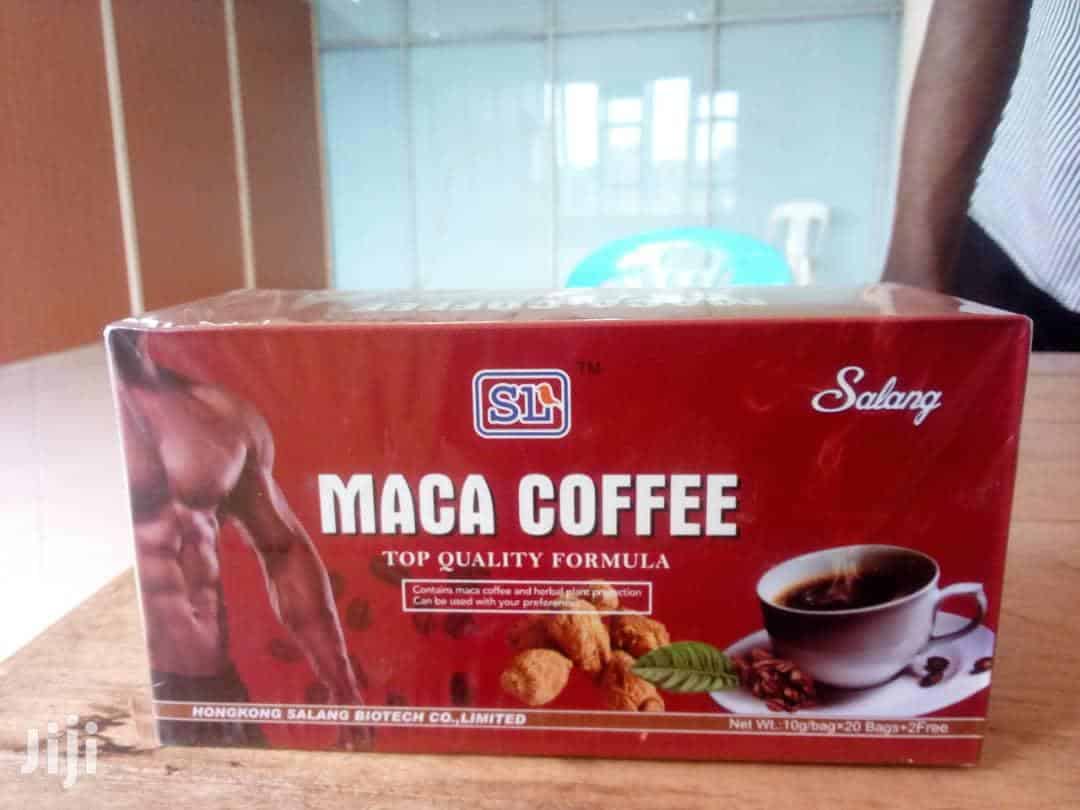 SL
TM
Salang
MACA COFFEE
TOP QUALITY FORMULA
Contains maca coffee and herbal plant
Can be used with your
HONGKONG SALANG BIOTECH CO.,LIMITED
Net Wt.:10g/bag×20 Bags+2Free
Jiji